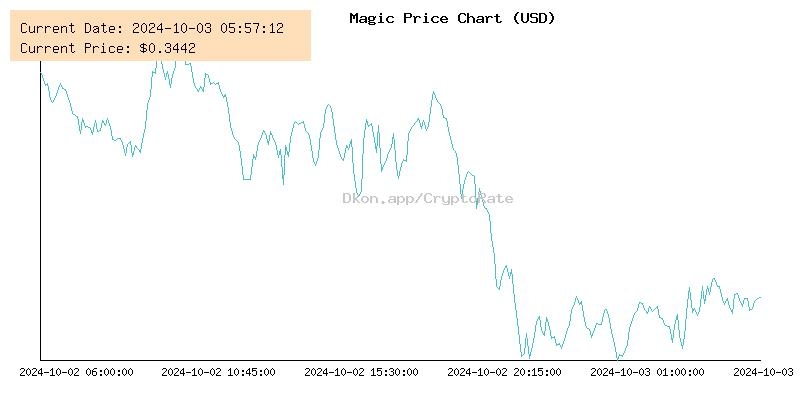 Magic Price Chart (USD)
Current Date: 2024-10-03 05:57:12
Current Price: $0.3442
Dkon.app/CryptoRate
2024-10-02 06:00:00 2024-10-02 10:45:00 2024-10-02 15:30:00 2024-10-02 20:15:00 2024-10-03 01:00:00 2024-10-03